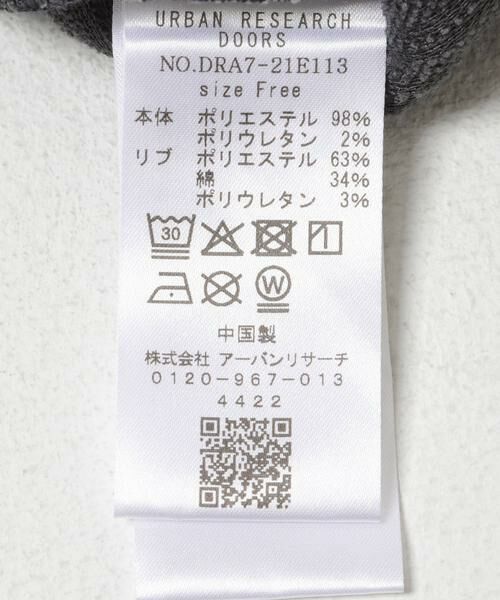 URBAN RESEARCH
DOORS
NO.DRA7-21E113
size Free
本体 ポリエステル 98%
ポリウレタン 2%
リブ ポリエステル 63%
綿 34%
ポリウレタン 3%
30
W
中国製
株式会社 アーバンリサーチ
0120-967-013
4422